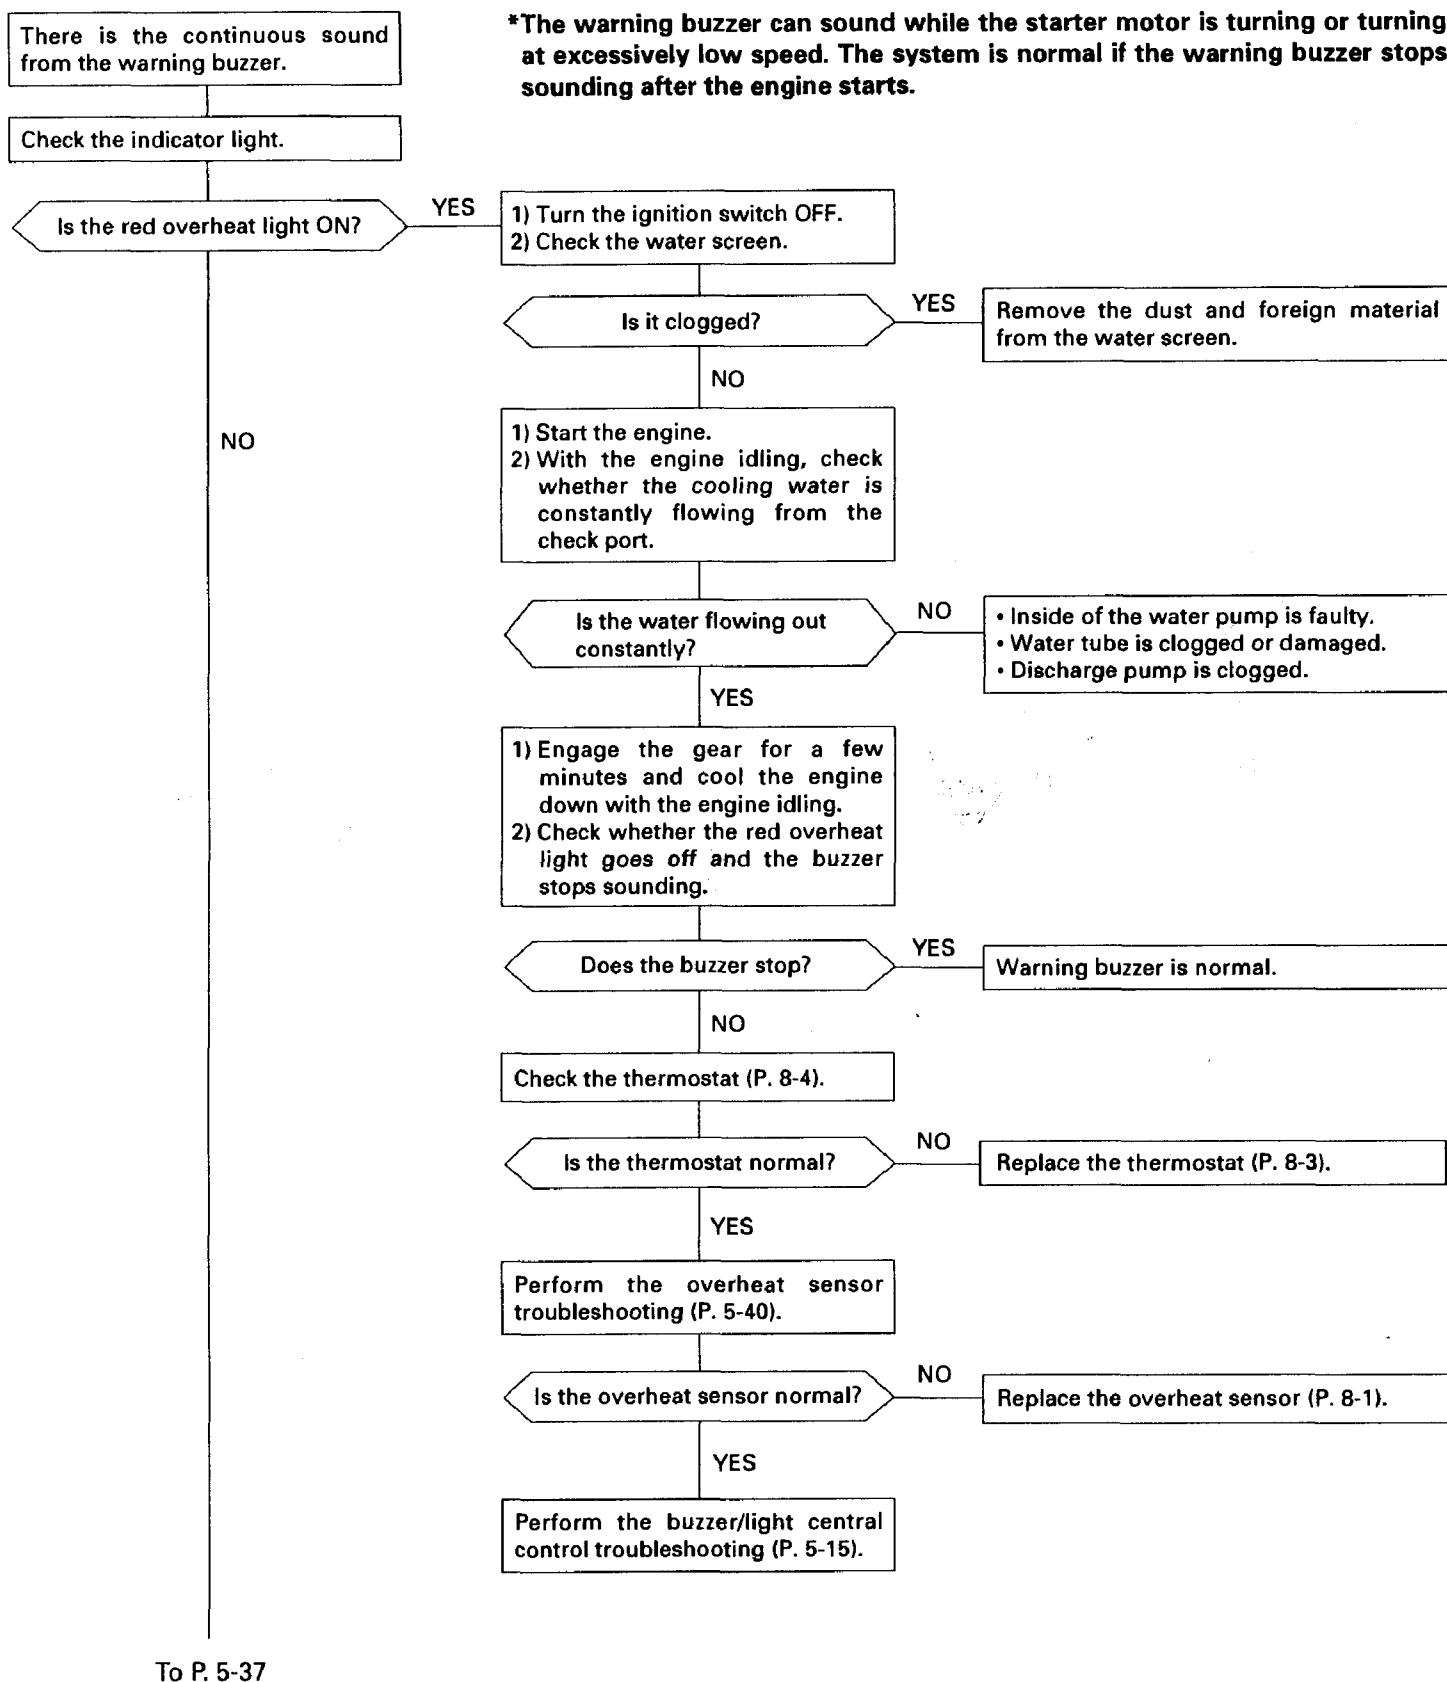 There is the continuous sound
from the warning buzzer.
*The warning buzzer can sound while the starter motor is turning or turning
at excessively low speed. The system is normal if the warning buzzer stops
sounding after the engine starts.
Check the indicator light.
Is the red overheat light ON?
YES
1) Turn the ignition switch OFF.
2) Check the water screen.
Is it clogged?
YES
Remove the dust and foreign material
from the water screen.
NO
NO
1) Start the engine.
2) With the engine idling, check
whether the cooling water is
constantly flowing from the
check port.
Is the water flowing out
constantly?
NO
• Inside of the water pump is faulty.
• Water tube is clogged or damaged.
• Discharge pump is clogged.
YES
1) Engage the gear for a few
minutes and cool the engine
down with the engine idling.
2) Check whether the red overheat
light goes off and the buzzer
stops sounding.
Does the buzzer stop?
YES
Warning buzzer is normal.
NO
Check the thermostat (P. 8-4).
Is the thermostat normal?
NO
Replace the thermostat (P. 8-3).
YES
Perform the overheat sensor
troubleshooting (P. 5-40).
Is the overheat sensor normal?
NO
Replace the overheat sensor (P. 8-1).
YES
Perform the buzzer/light central
control troubleshooting (P. 5-15).
To P. 5-37